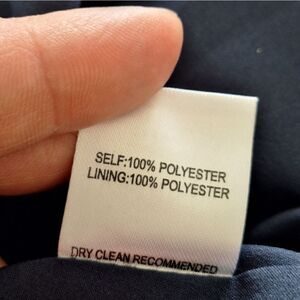 SELF:100% POLYESTER
LINING:100% POLYESTER
DRY CLEAN RECOMMENDED